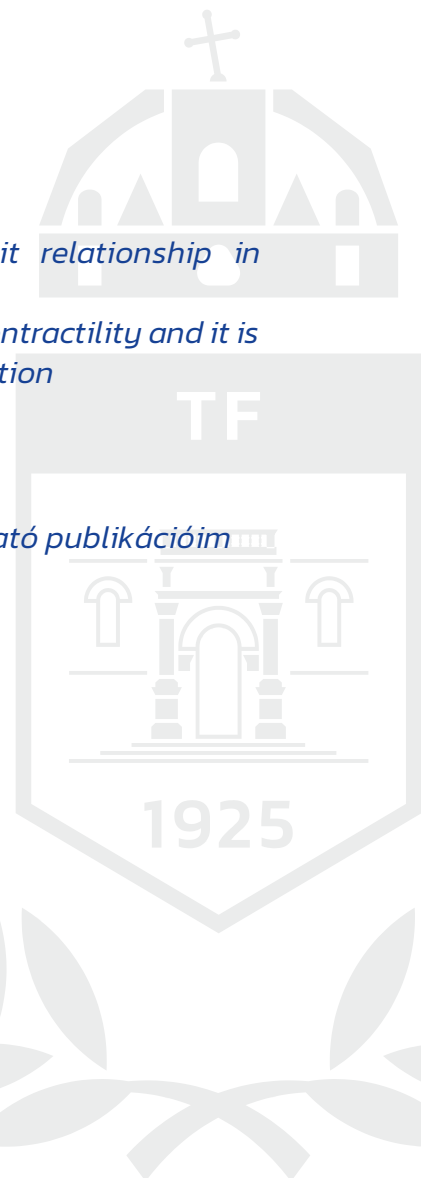 it relationship in
ntractility and it is
tion
TF
ató publikációim
1925